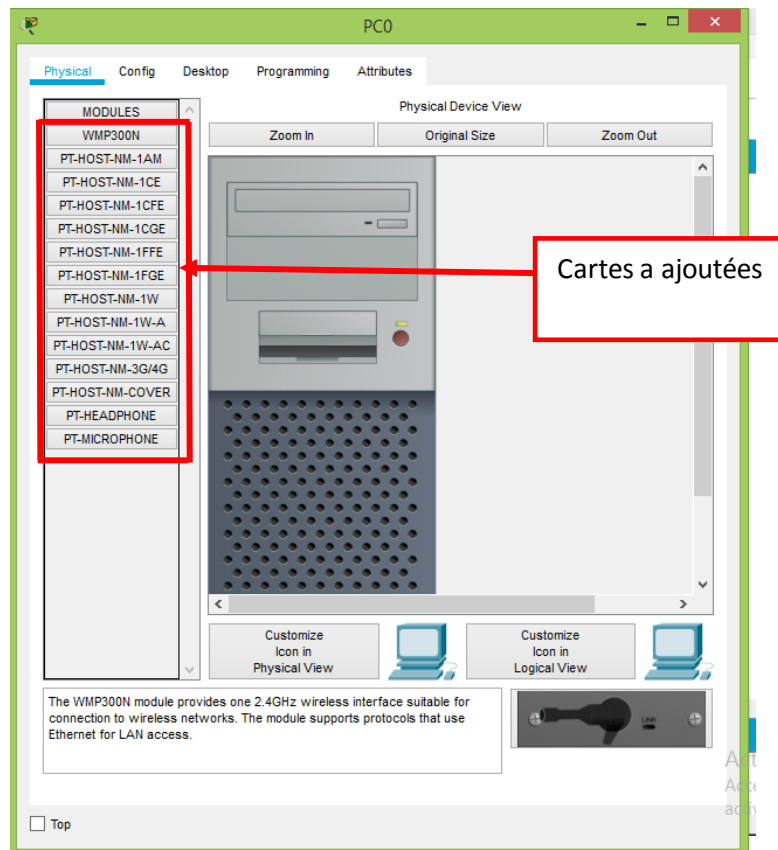 PC0
Physical Config Desktop Programming Attributes
MODULES
WMP300N
PT-HOST-NM-1AM
PT-HOST-NM-1CE
PT-HOST-NM-1CFE
PT-HOST-NM-1CGE
PT-HOST-NM-1FFE
PT-HOST-NM-1FGE
PT-HOST-NM-1W
PT-HOST-NM-1W-A
PT-HOST-NM-1W-AC
PT-HOST-NM-3G/4G
PT-HOST-NM-COVER
PT-HEADPHONE
PT-MICROPHONE
Physical Device View
Zoom In Original Size Zoom Out
Cartes a ajoutées
Customize
Icon in
Physical View
Customize
Icon in
Logical View
The WMP300N module provides one 2.4GHz wireless interface suitable for
connection to wireless networks. The module supports protocols that use
Ethernet for LAN access.
LINK
Top